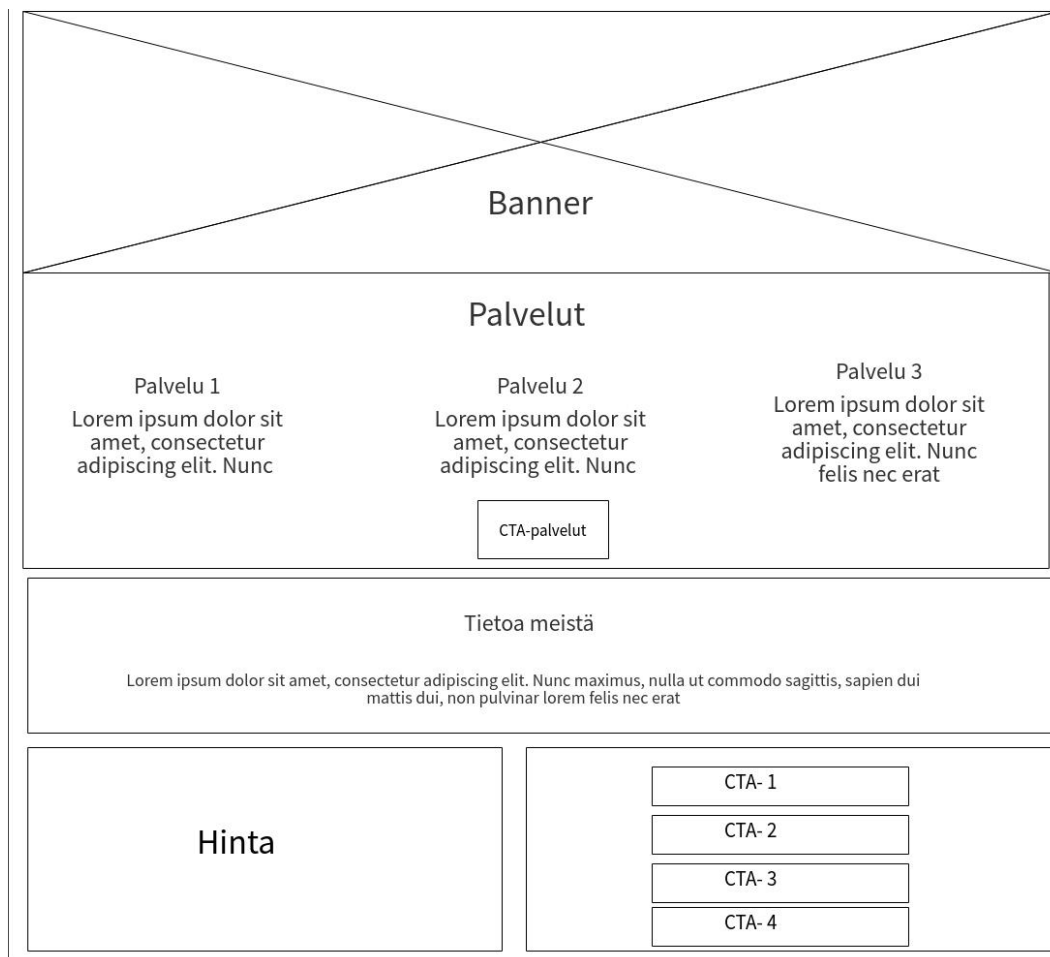 Banner
Palvelut
Palvelu 1
Lorem ipsum dolor sit
amet, consectetur
adipiscing elit. Nunc
Palvelu 2
Lorem ipsum dolor sit
amet, consectetur
adipiscing elit. Nunc
Palvelu 3
Lorem ipsum dolor sit
amet, consectetur
adipiscing elit. Nunc
felis nec erat
CTA-palvelut
Tietoa meistä
Lorem ipsum dolor sit amet, consectetur adipiscing elit. Nunc maximus, nulla ut commodo sagittis, sapien dui
mattis dui, non pulvinar lorem felis nec erat
Hinta
CTA- 1
CTA- 2
CTA- 3
CTA- 4